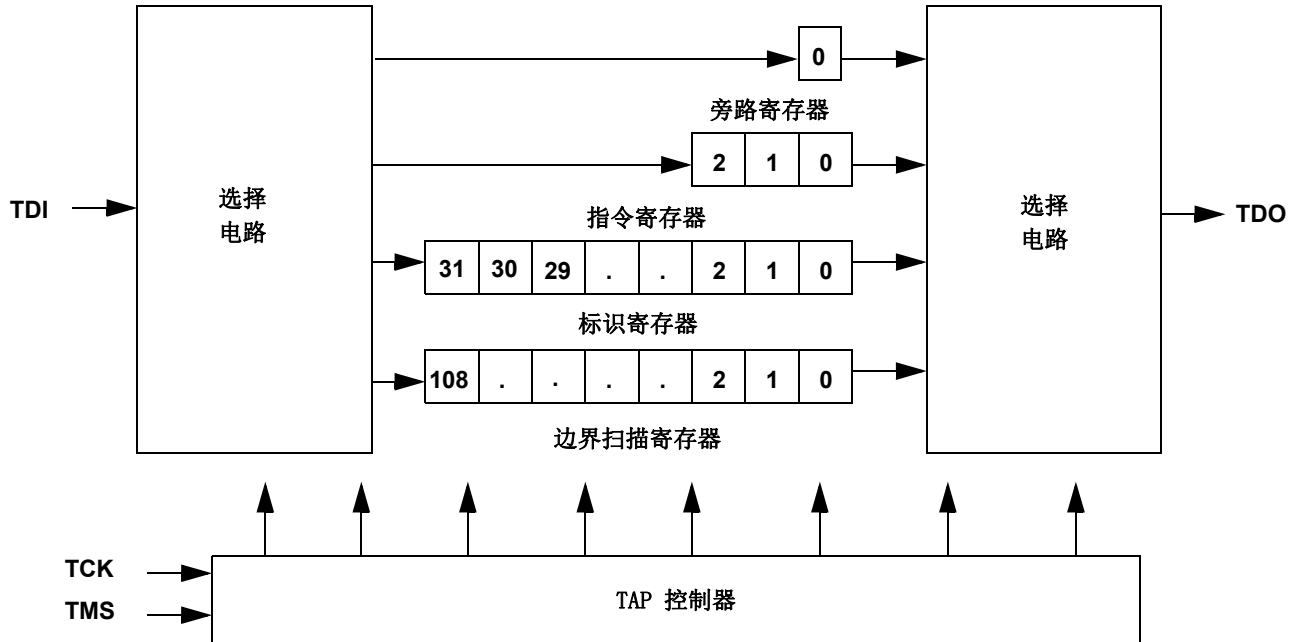 0
旁路寄存器
2 1 0
指令寄存器
TDI
选择
电路
31 30 29 . . 2 1 0
标识寄存器
选择
电路
TDO
108 . . . . 2 1 0
边界扫描寄存器
TCK
TMS
TAP 控制器